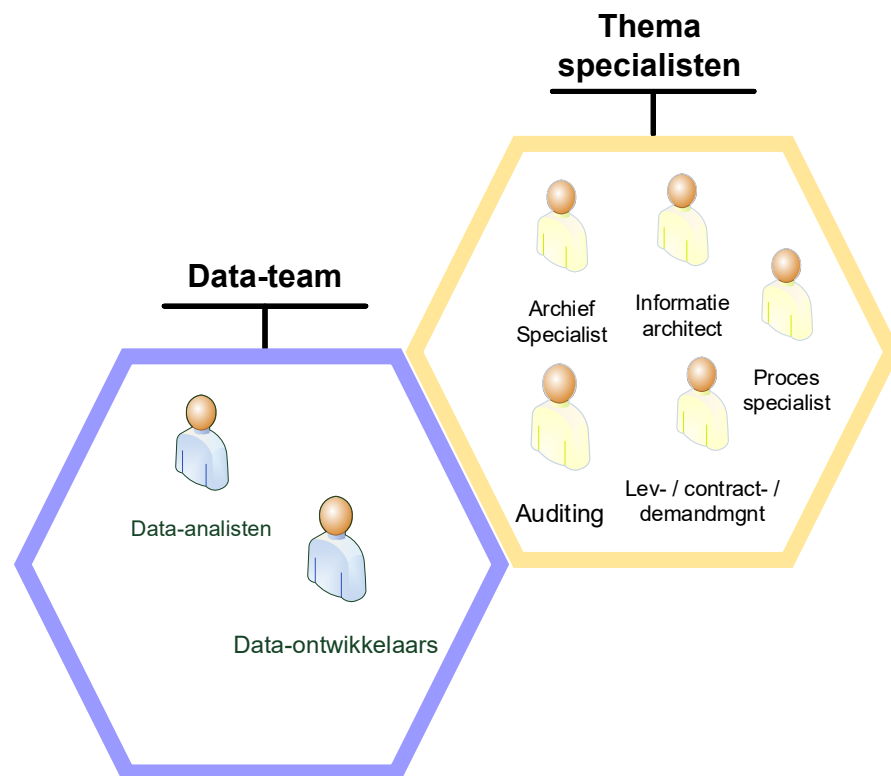 Thema
specialisten
Archief
Specialist
Informatie
architect
Proces
specialist
Auditing
Lev- / contract- /
demandmgnt
Data-team
Data-analisten
Data-ontwikkelaars